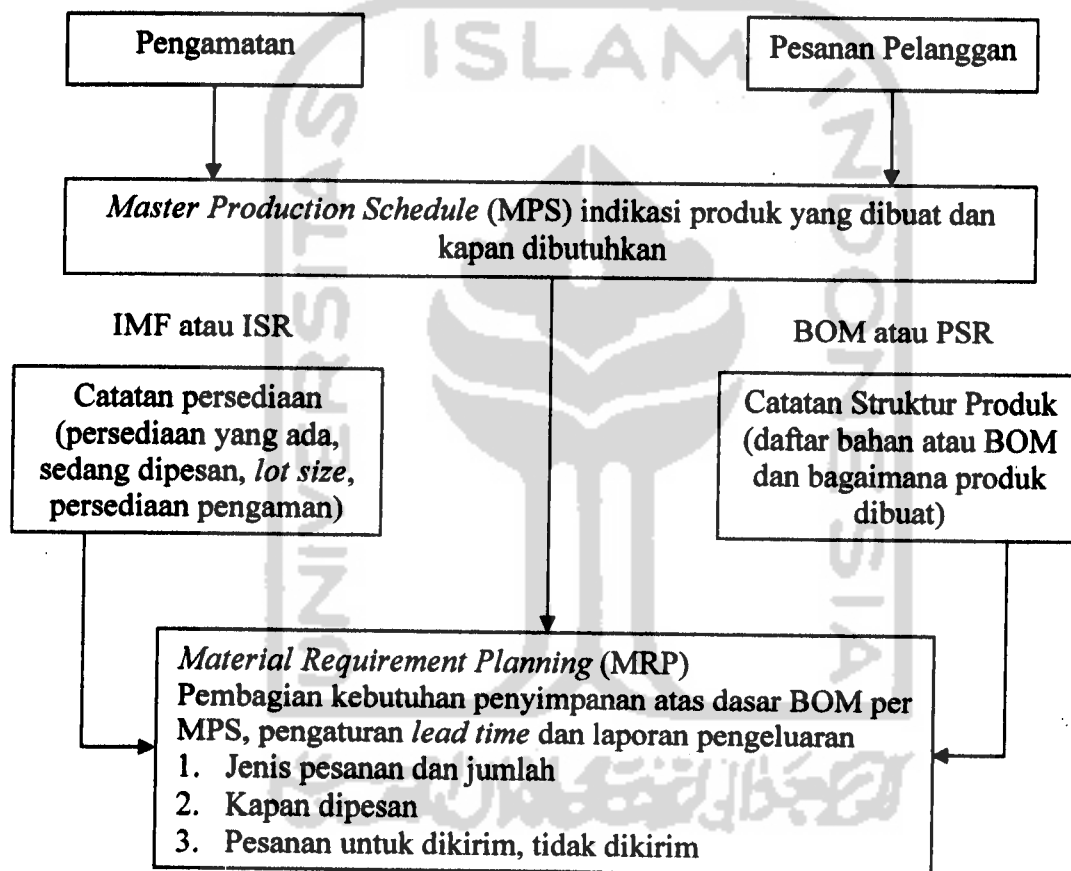 ISLAM
UNIVERSITAS
INDONESIA
Pengamatan
Pesanan Pelanggan
Master Production Schedule (MPS) indikasi produk yang dibuat dan
kapan dibutuhkan
IMF atau ISR
BOM atau PSR
Catatan persediaan
(persediaan yang ada,
sedang dipesan, lot size,
persediaan pengaman)
Catatan Struktur Produk
(daftar bahan atau BOM
dan bagaimana produk
dibuat)
Material Requirement Planning (MRP)
Pembagian kebutuhan penyimpanan atas dasar BOM per
MPS, pengaturan lead time dan laporan pengeluaran
1. Jenis pesanan dan jumlah
2. Kapan dipesan
3. Pesanan untuk dikirim, tidak dikirim